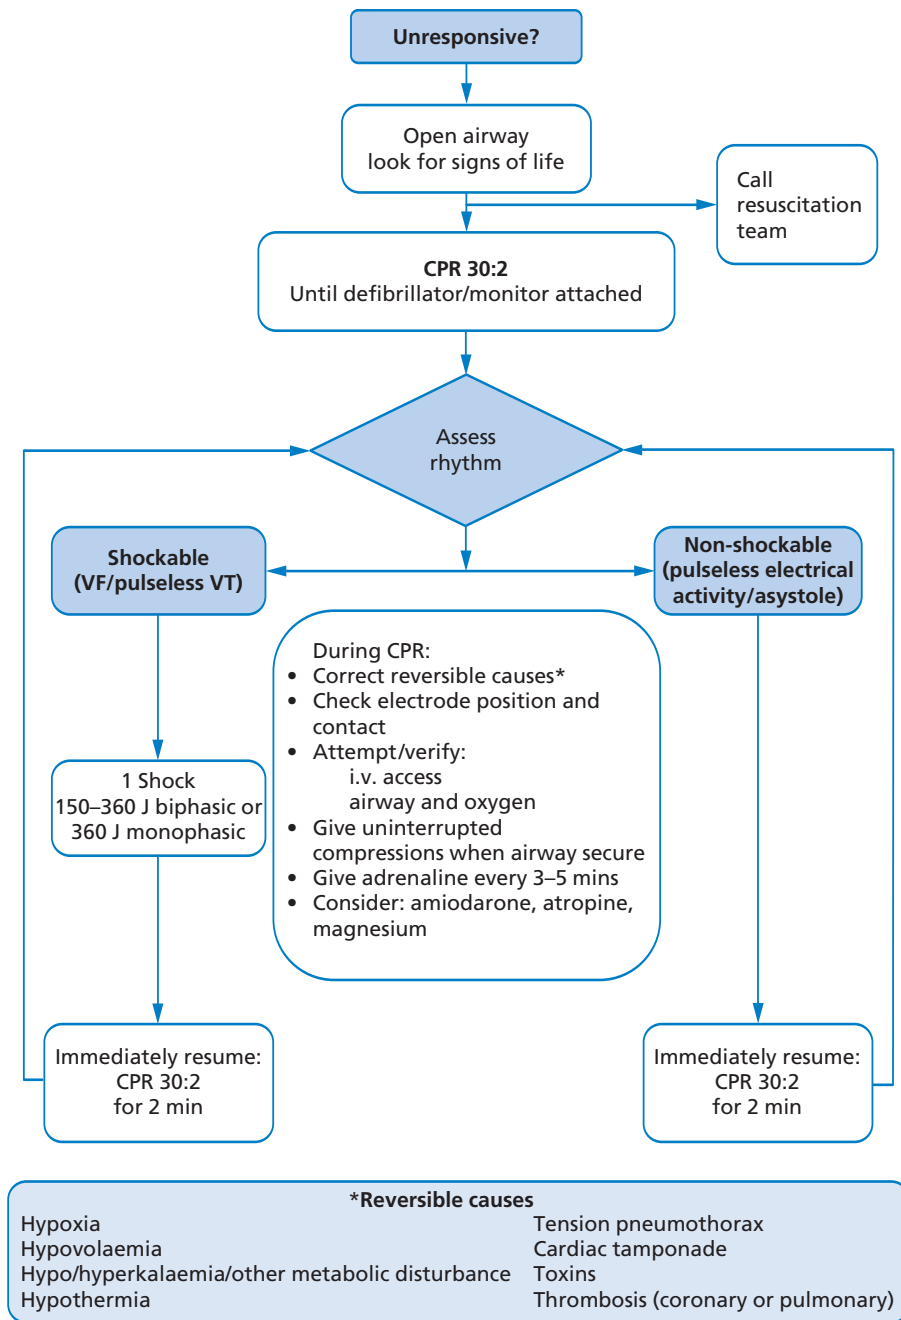 Unresponsive?
Open airway
look for signs of life
Call
resuscitation
team
CPR 30:2
Until defibrillator/monitor attached
Assess
rhythm
Shockable
(VF/pulseless VT)
Non-shockable
(pulseless electrical
activity/asystole)
During CPR:
• Correct reversible causes*
• Check electrode position and
contact
• Attempt/verify:
i.v. access
airway and oxygen
• Give uninterrupted
compressions when airway secure
• Give adrenaline every 3–5 mins
• Consider: amiodarone, atropine,
magnesium
1 Shock
150–360 J biphasic or
360 J monophasic
Immediately resume:
CPR 30:2
for 2 min
Immediately resume:
CPR 30:2
for 2 min
*Reversible causes
Hypoxia
Hypovolaemia
Hypo/hyperkalaemia/other metabolic disturbance
Hypothermia
Tension pneumothorax
Cardiac tamponade
Toxins
Thrombosis (coronary or pulmonary)